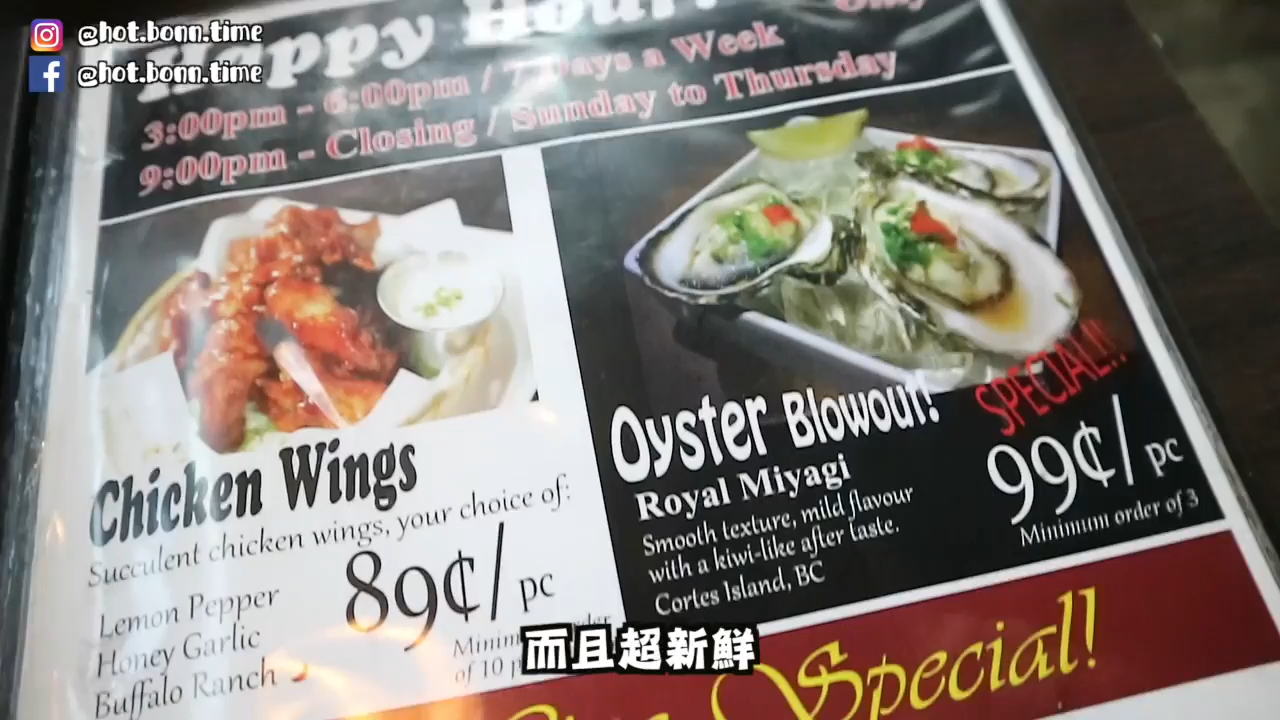 @hot.bonn.time
@hot.bonn.time
Happy Hour! Only
3:00pm - 6:00pm / 7 Days a Week
9:00pm - Closing / Sunday to Thursday
Chicken Wings
Succulent chicken wings, your choice of:
Lemon Pepper
Honey Garlic
Buffalo Ranch
89¢/ pc
of 10
Oyster Blowout!
SPECIAL!!
Royal Miyagi
Smooth texture, mild flavour
with a kiwi-like after taste.
Cortes Island, BC
99¢/ pc
Minimum order of 3
而且超新鮮
Special!